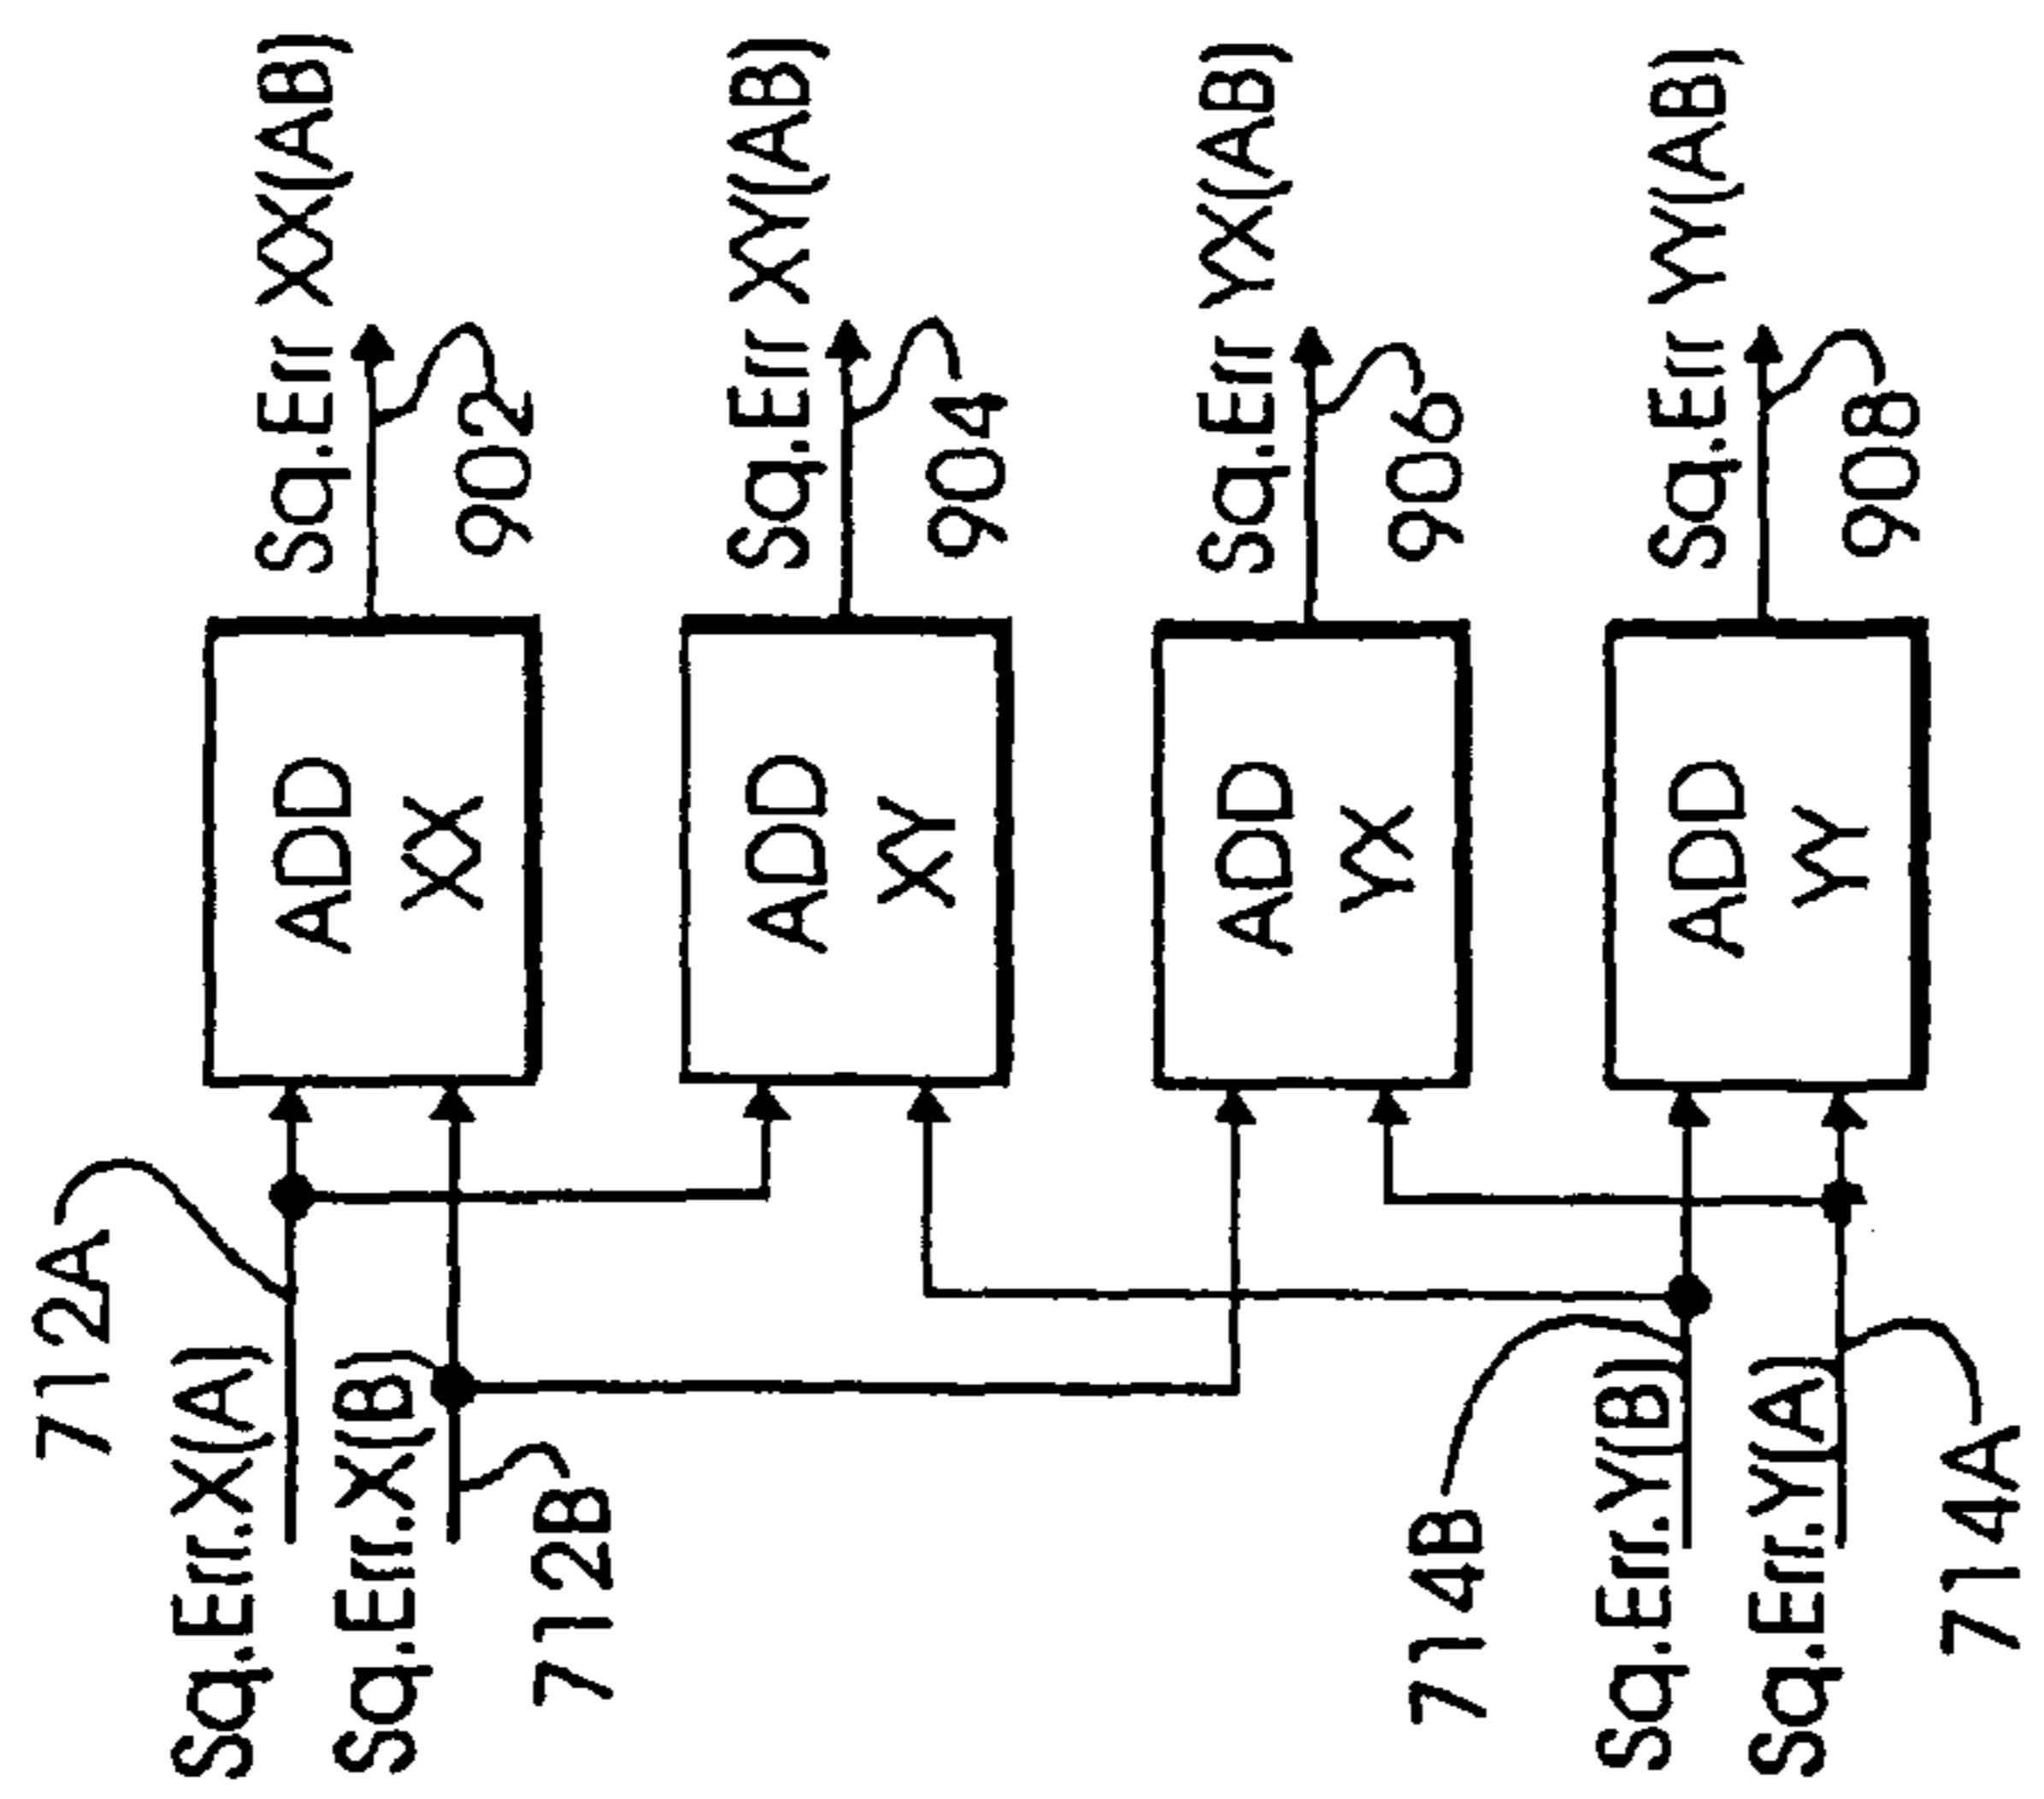 712A
Sq.Err.X(A)
Sq.Err.X(B)
712B
714B
Sq.Err.Y(B)
Sq.Err.Y(A)
714A
ADD
XX
ADD
XY
ADD
YX
ADD
YY
Sq.Err XX(AB)
902
Sq.Err XY(AB)
904
Sq.Err YX(AB)
906
Sq.Err YY(AB)
908